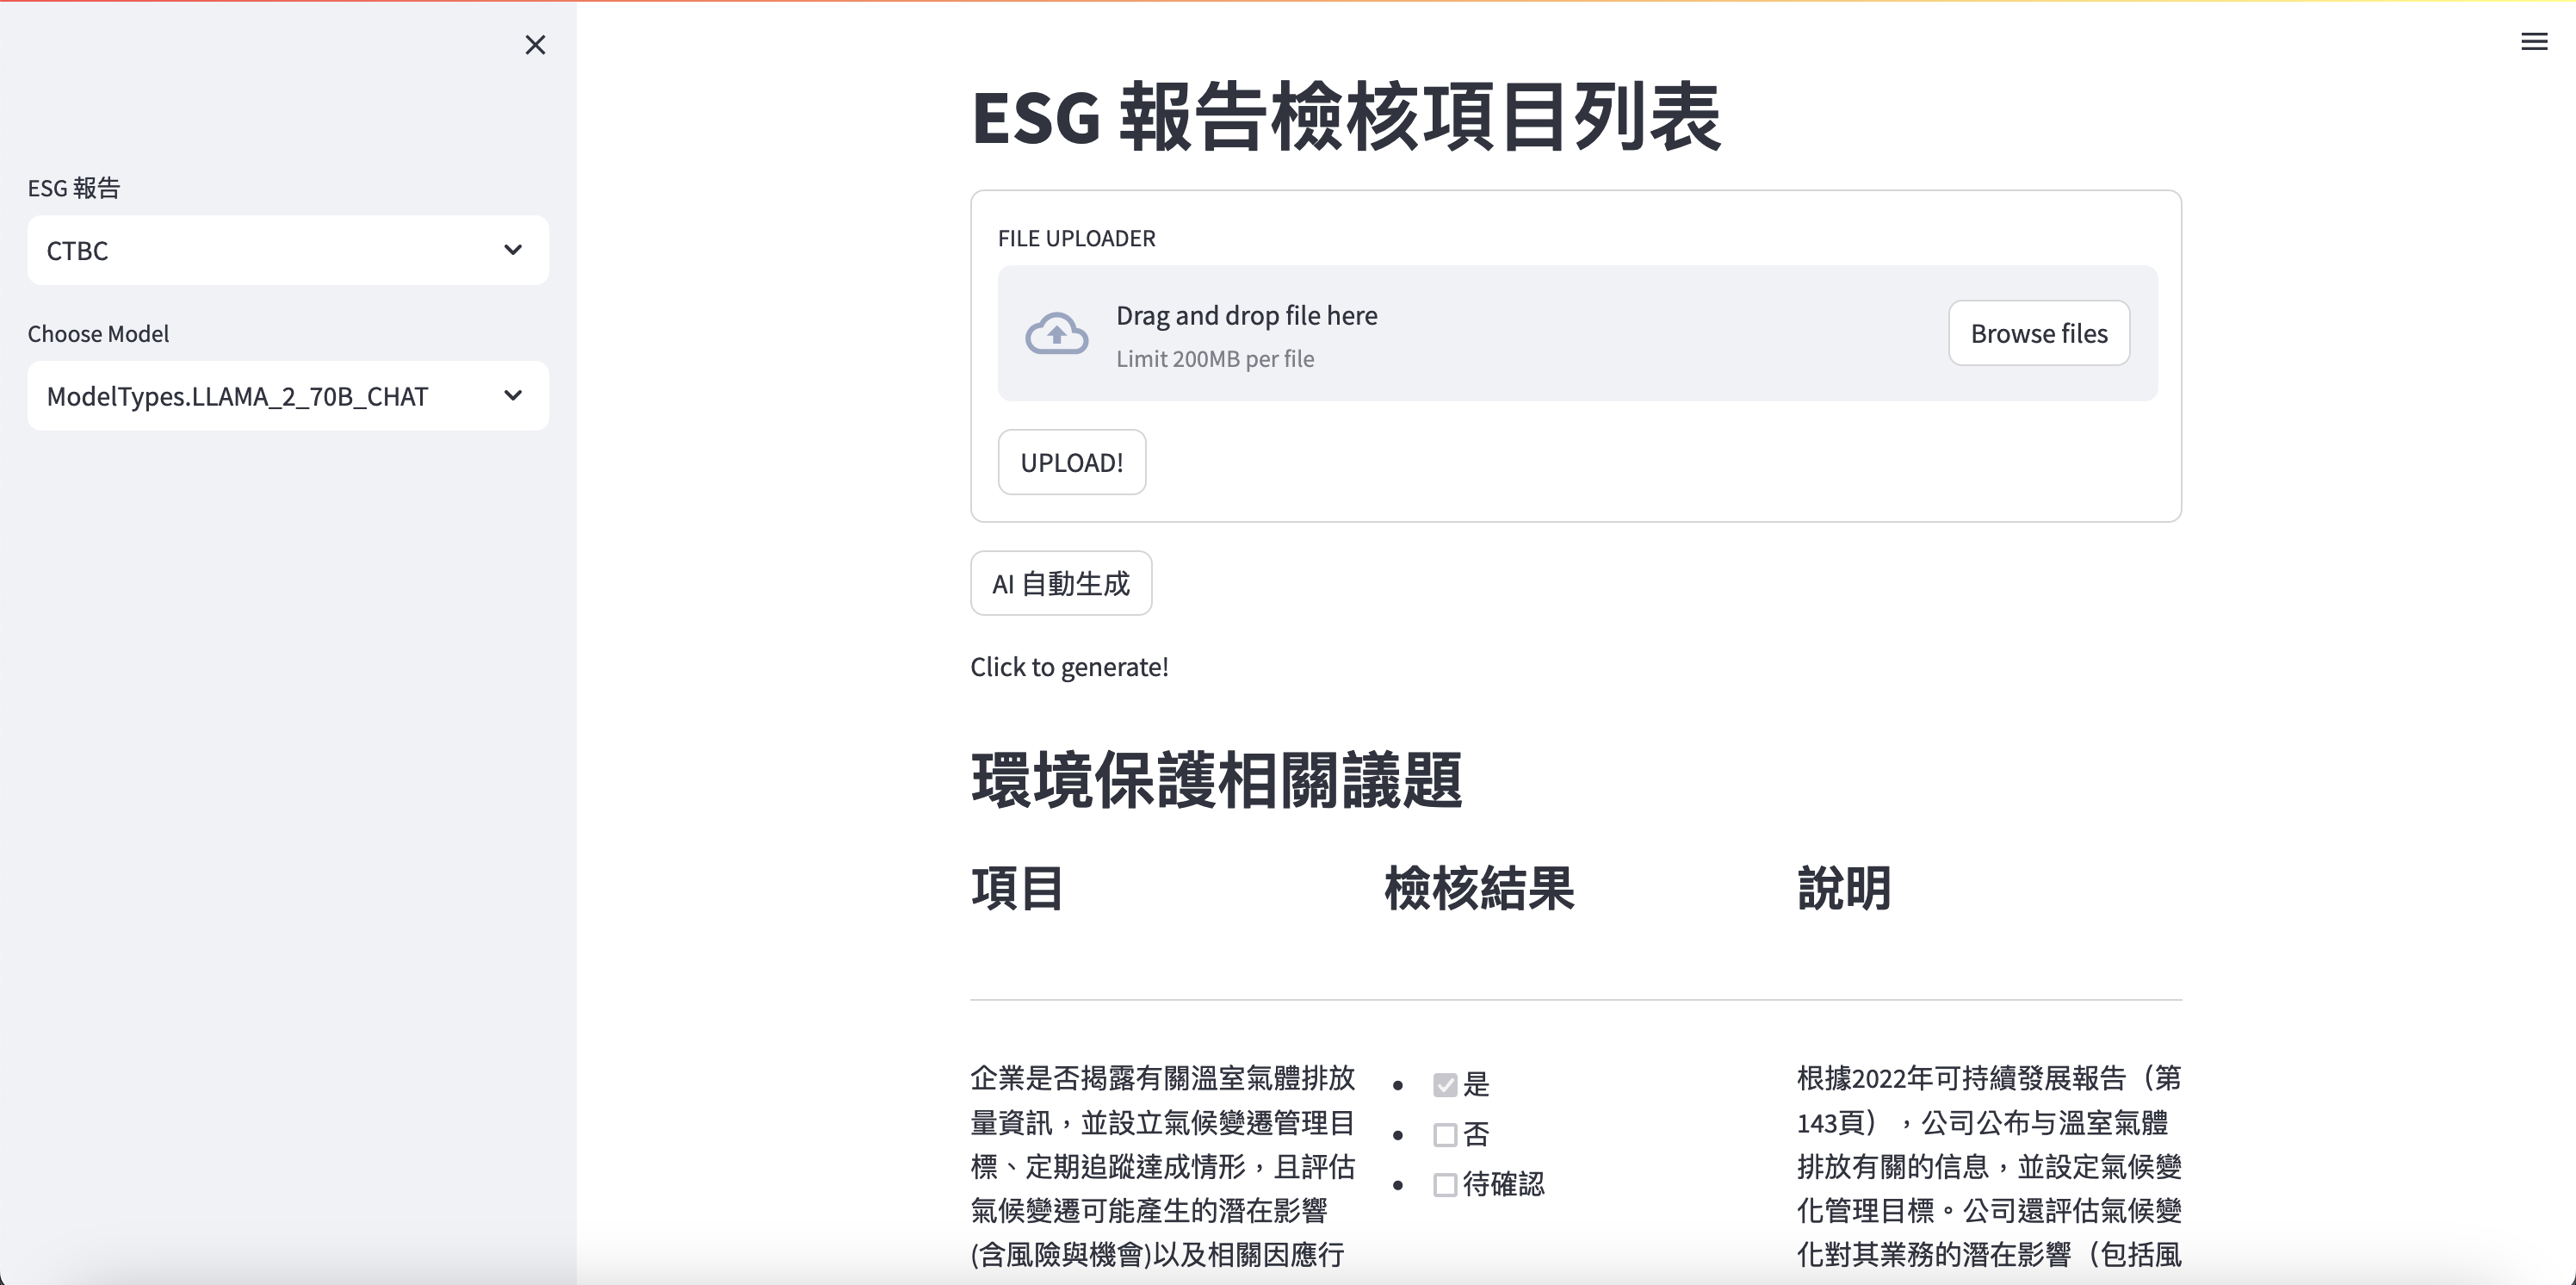 ESG 報告
CTBC
Choose Model
ModelTypes.LLAMA_2_70B_CHAT
ESG 報告檢核項目列表
FILE UPLOADER
Drag and drop file here
Limit 200MB per file
Browse files
UPLOAD!
AI 自動生成
Click to generate!
環境保護相關議題
項目
檢核結果
說明
企業是否揭露有關溫室氣體排放
量資訊，並設立氣候變遷管理目
標、定期追蹤達成情形，且評估
氣候變遷可能產生的潛在影響
(含風險與機會)以及相關因應行
是
否
待確認
根據2022年可持續發展報告（第
143頁），公司公布与溫室氣體
排放有關的信息，並設定氣候變
化管理目標。公司還評估氣候變
化對其業務的潛在影響（包括風